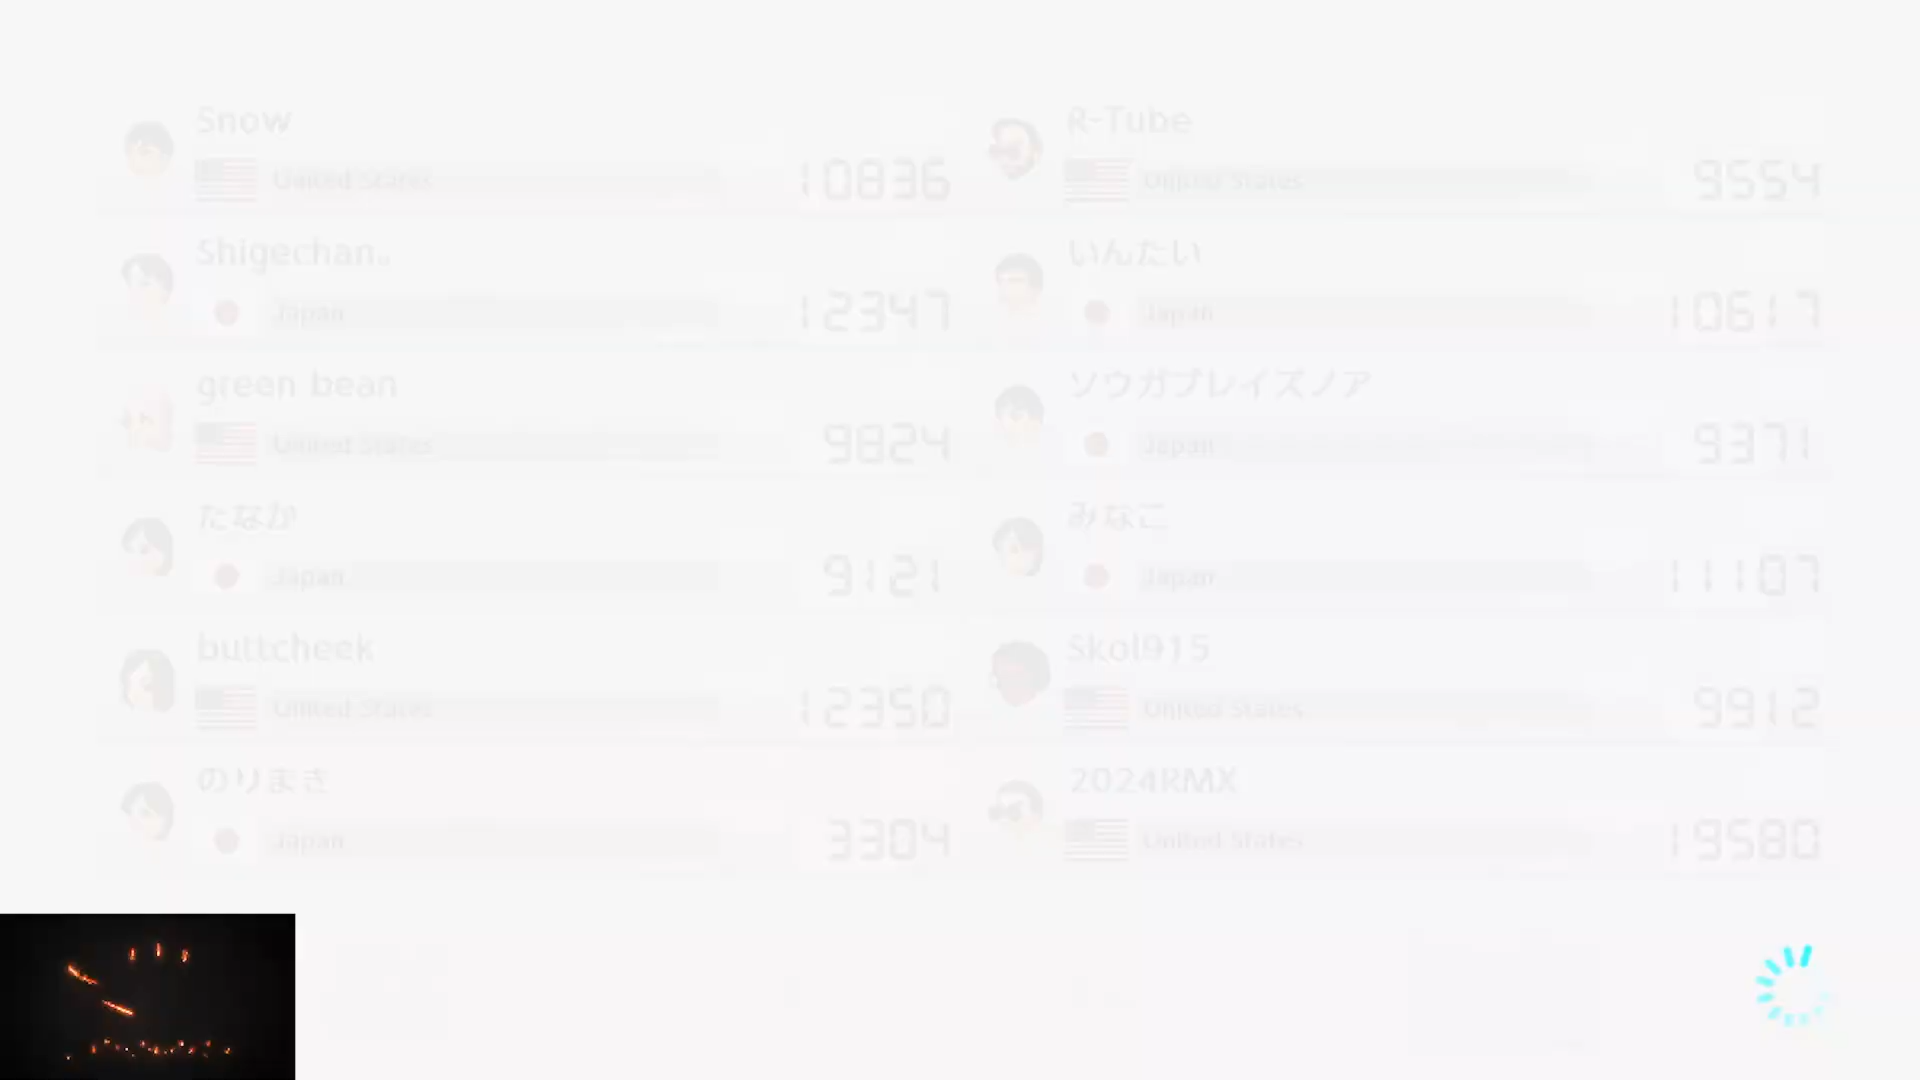 Snow
United States 10836
R-Tube
United States 9554
Shigechan。
Japan 12347
いんたい
Japan 10617
green bean
United States 9824
ソウガブレイズノア
Japan 9371
たなか
Japan 9121
みなこ
Japan 11107
buttcheek
United States 12350
Skol915
United States 9912
のりまき
Japan 3304
2024RMX
United States 19580